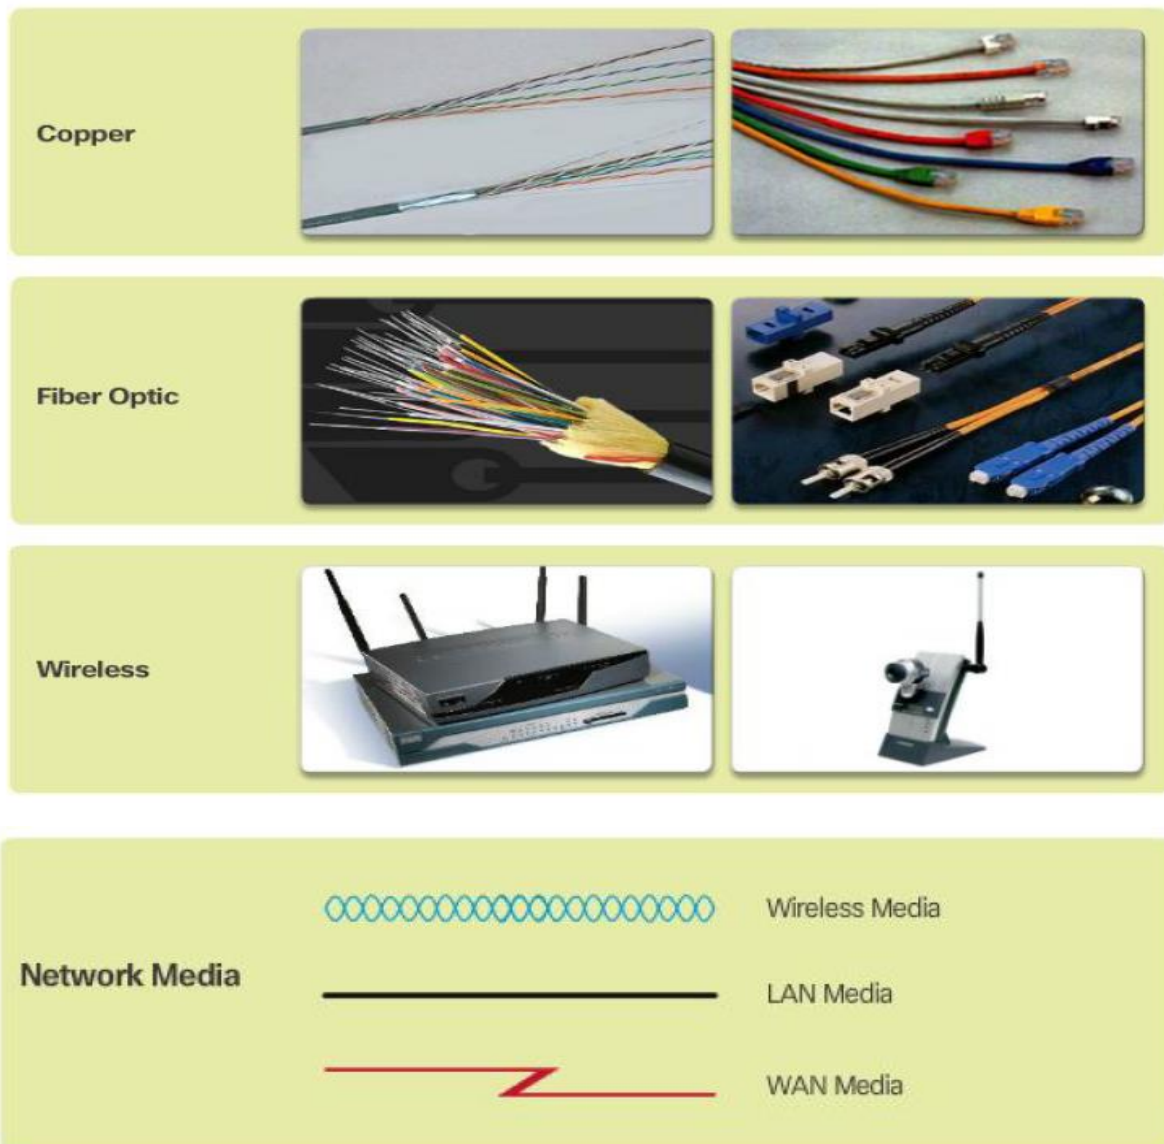 Copper
Fiber Optic
Wireless
Network Media
Wireless Media
LAN Media
WAN Media